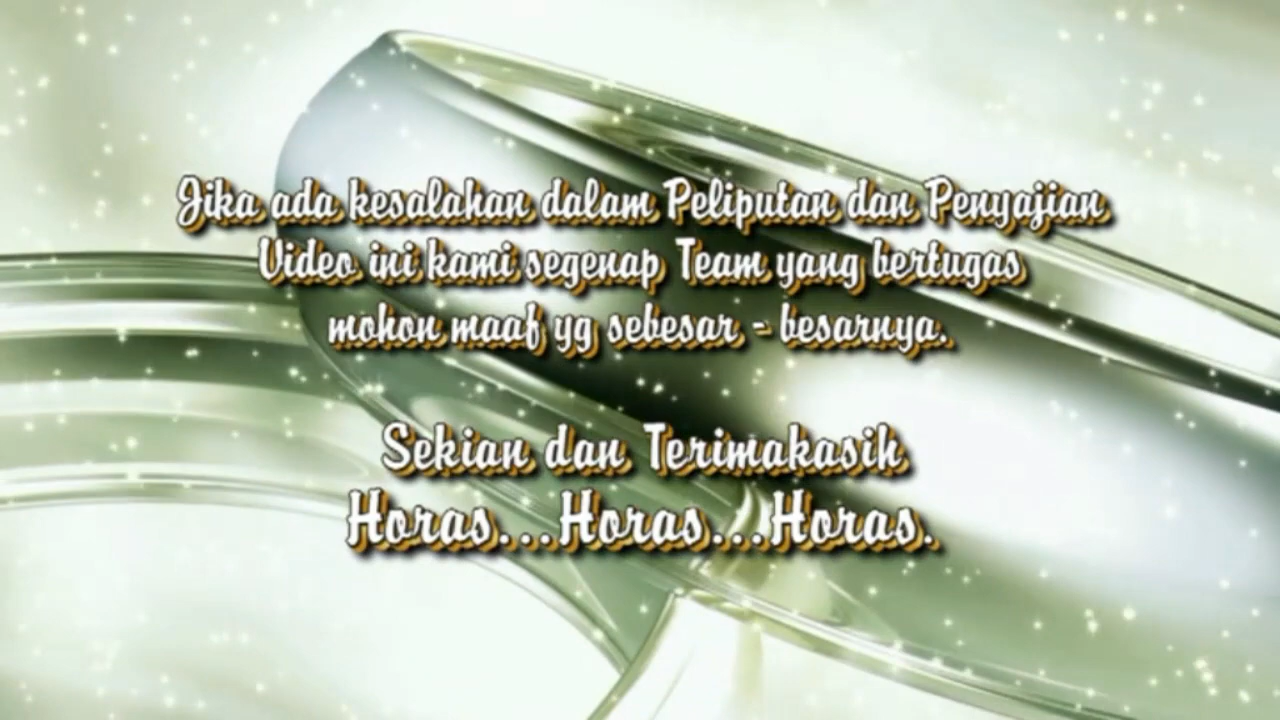 Jika ada kesalahan dalam Peliputan dan Penyajian
Video ini kami segenap Team yang bertugas
mohon maaf yg sebesar - besarnya.
Sekian dan Terimakasih
Horas...Horas...Horas.